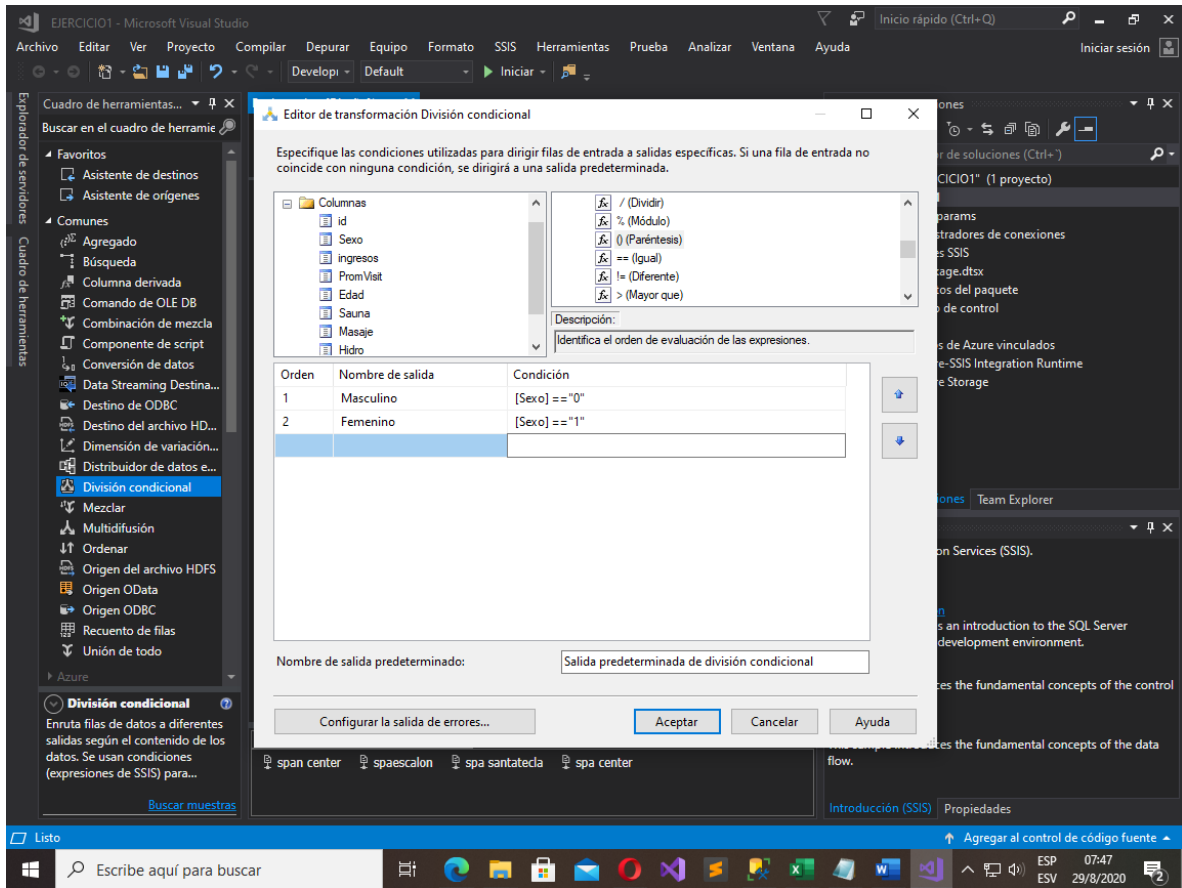 EJERCICIO1 - Microsoft Visual Studio
Inicio rápido (Ctrl+Q)
Archivo Editar Ver Proyecto Compilar Depurar Equipo Formato SSIS Herramientas Prueba Analizar Ventana Ayuda
Iniciar sesión
Develop Default Iniciar
Explorador de servidores
Cuadro de herramientas
Cuadro de herramientas...
Buscar en el cuadro de herramie
Favoritos
Asistente de destinos
Asistente de orígenes
Comunes
Agregado
Búsqueda
Columna derivada
Comando de OLE DB
Combinación de mezcla
Componente de script
Conversión de datos
Data Streaming Destina...
Destino de ODBC
Destino del archivo HD...
Dimensión de variación...
Distribuidor de datos e...
División condicional
Mezclar
Multidifusión
Ordenar
Origen del archivo HDFS
Origen OData
Origen ODBC
Recuento de filas
Unión de todo
Azure
División condicional
Enruta filas de datos a diferentes
salidas según el contenido de los
datos. Se usan condiciones
(expresiones de SSIS) para...
Buscar muestras
Editor de transformación División condicional
Especifique las condiciones utilizadas para dirigir filas de entrada a salidas específicas. Si una fila de entrada no
coincide con ninguna condición, se dirigirá a una salida predeterminada.
Columnas
id
Sexo
ingresos
PromVisit
Edad
Sauna
Masaje
Hidro
/ (Dividir)
% (Módulo)
() (Paréntesis)
== (Igual)
!= (Diferente)
> (Mayor que)
Descripción:
Identifica el orden de evaluación de las expresiones.
Orden Nombre de salida Condición
1 Masculino [Sexo] =="0"
2 Femenino [Sexo] =="1"
Nombre de salida predeterminado: Salida predeterminada de división condicional
Configurar la salida de errores... Aceptar Cancelar Ayuda
span center spaescalon spa santatecla spa center
ones
r de soluciones (Ctrl+¨)
CICIO1" (1 proyecto)
params
stradores de conexiones
s SSIS
age.dtsx
os del paquete
de control
s de Azure vinculados
e-SSIS Integration Runtime
e Storage
ones Team Explorer
on Services (SSIS).
n
s an introduction to the SQL Server
development environment.
ces the fundamental concepts of the control
ces the fundamental concepts of the data
flow.
Introducción (SSIS) Propiedades
Listo
Agregar al control de código fuente
Escribe aquí para buscar
ESP 07:47
ESV 29/8/2020
2